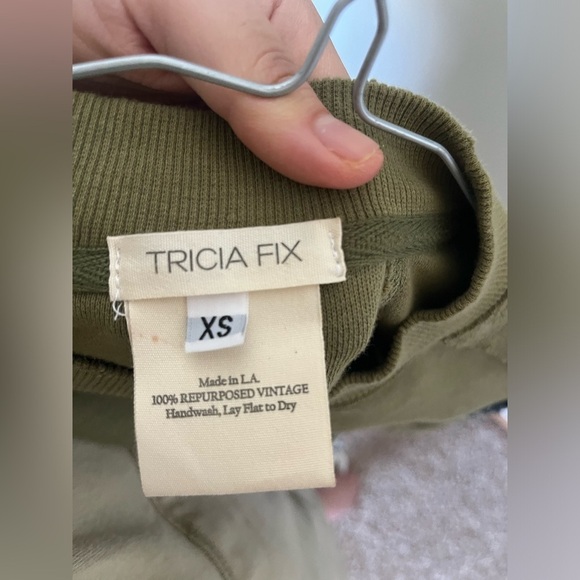 TRICIA FIX
XS
Made in L.A.
100% REPURPOSED VINTAGE
Handwash, Lay Flat to Dry